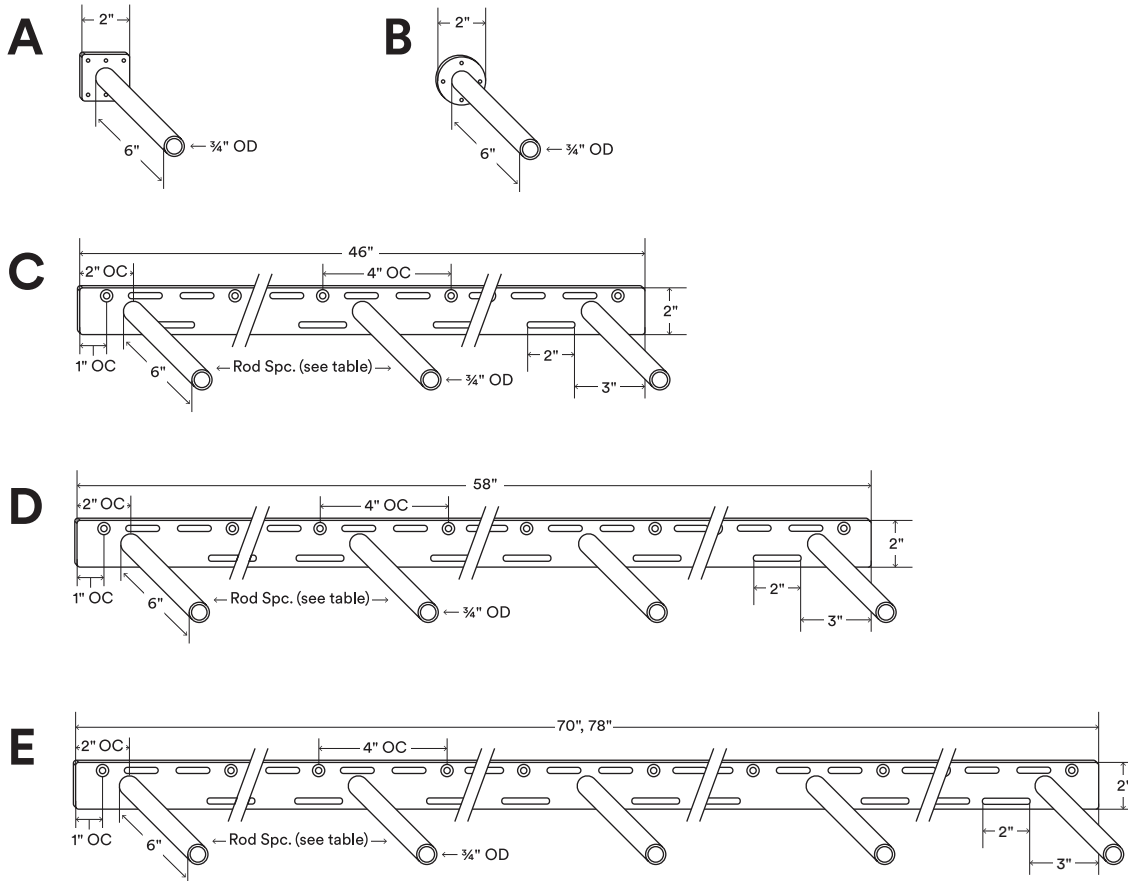 A
2"
6"
¾" OD
B
2"
6"
¾" OD
C
46"
2" OC
4" OC
2"
1" OC
6"
Rod Spc. (see table)
¾" OD
2"
3"
D
58"
2" OC
4" OC
2"
1" OC
6"
Rod Spc. (see table)
¾" OD
2"
3"
E
70", 78"
2" OC
4" OC
2"
1" OC
6"
Rod Spc. (see table)
¾" OD
2"
3"